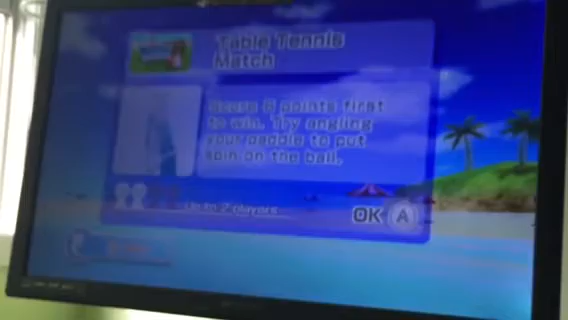 Table Tennis
Match
Score 6 points first
to win. Try angling
your paddle to put
spin on the ball.
Up to 2 players
OK A